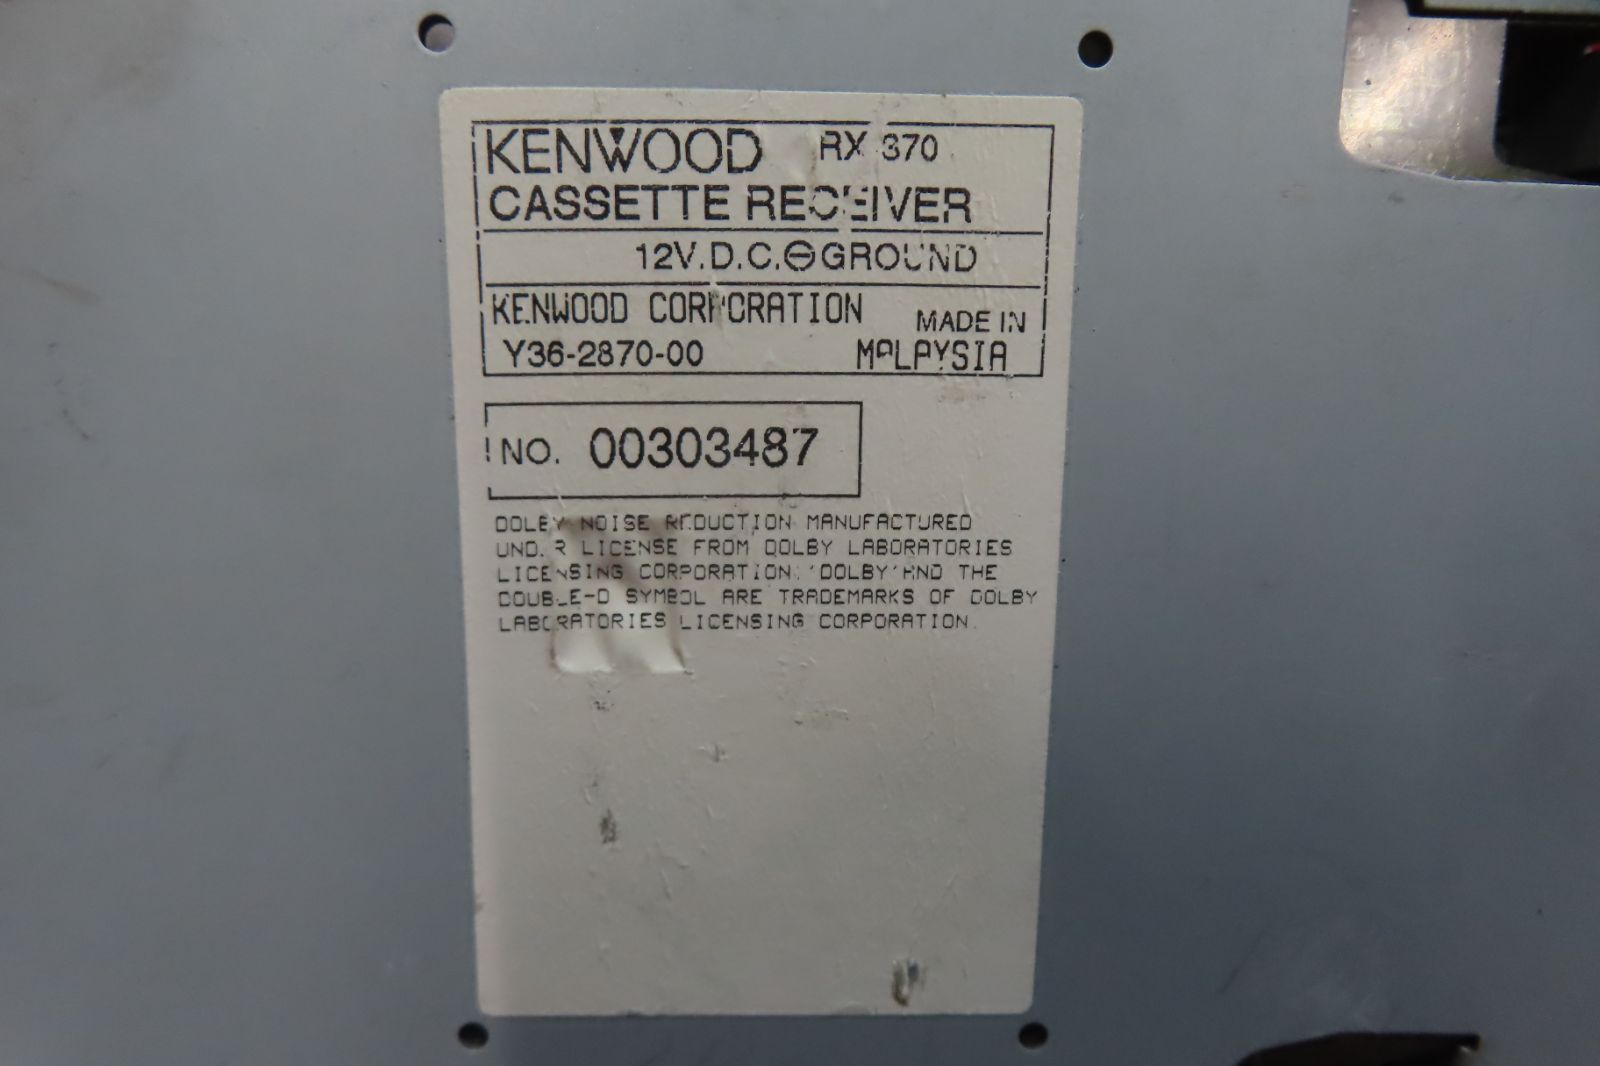 KENWOOD RX 370
CASSETTE RECEIVER
12V.D.C.⊖GROUND
KENWOOD CORPORATION
MADE IN
Y36-2870-00 MALAYSIA
NO. 00303487
DOLBY NOISE REDUCTION MANUFACTURED
UNDER LICENSE FROM DOLBY LABORATORIES
LICENSING CORPORATION. 'DOLBY' AND THE
DOUBLE-D SYMBOL ARE TRADEMARKS OF DOLBY
LABORATORIES LICENSING CORPORATION.